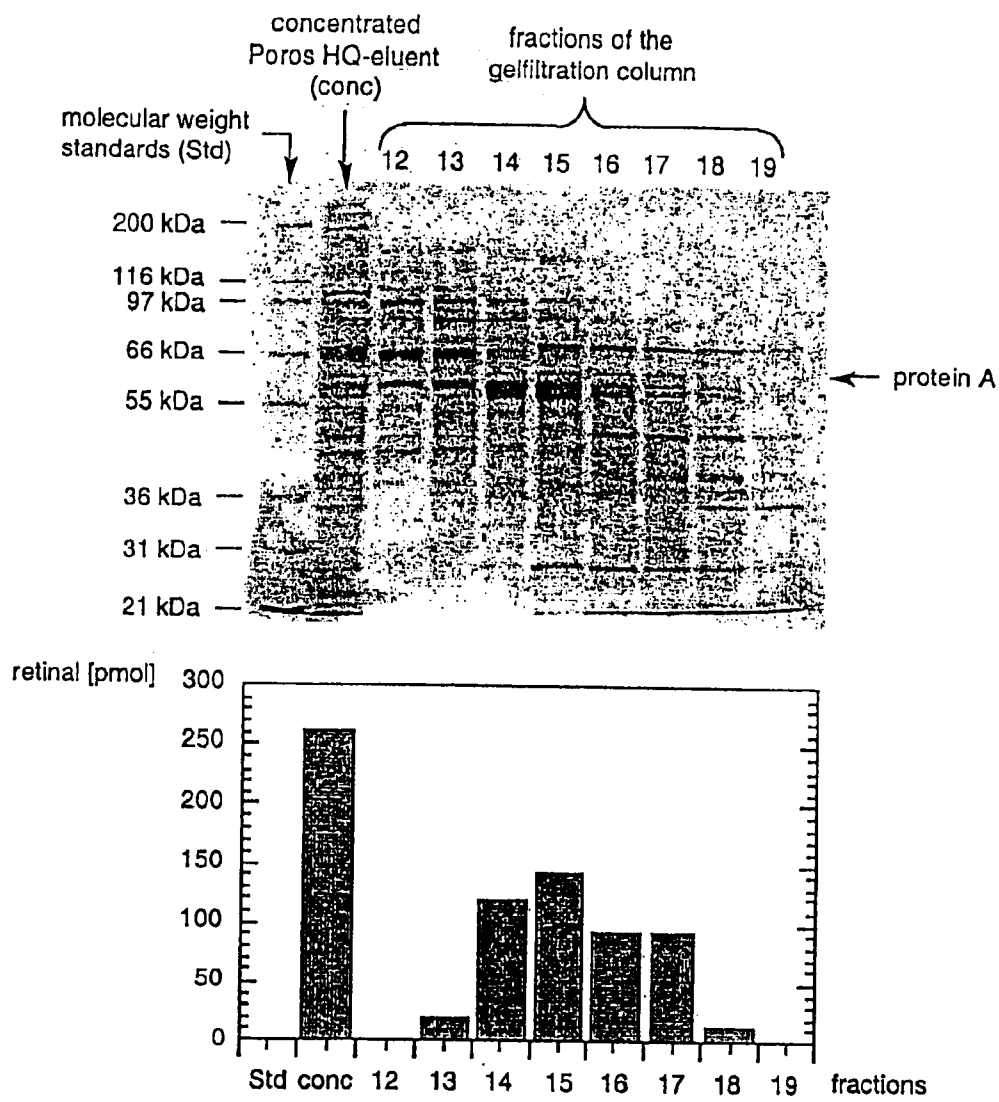 concentrated
Poros HQ-eluent
(conc)
fractions of the
gelfiltration column
molecular weight
standards (Std)
12 13 14 15 16 17 18 19
200 kDa
116 kDa
97 kDa
66 kDa
protein A
55 kDa
36 kDa
31 kDa
21 kDa
retinal [pmol]
300
250
200
150
100
50
0
Std conc 12 13 14 15 16 17 18 19 fractions